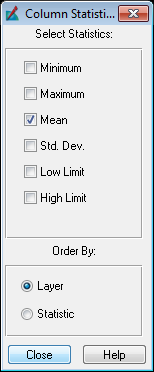 Column Statisti...
Select Statistics:
Minimum
Maximum
Mean
Std. Dev.
Low Limit
High Limit
Order By:
Layer
Statistic
Close Help